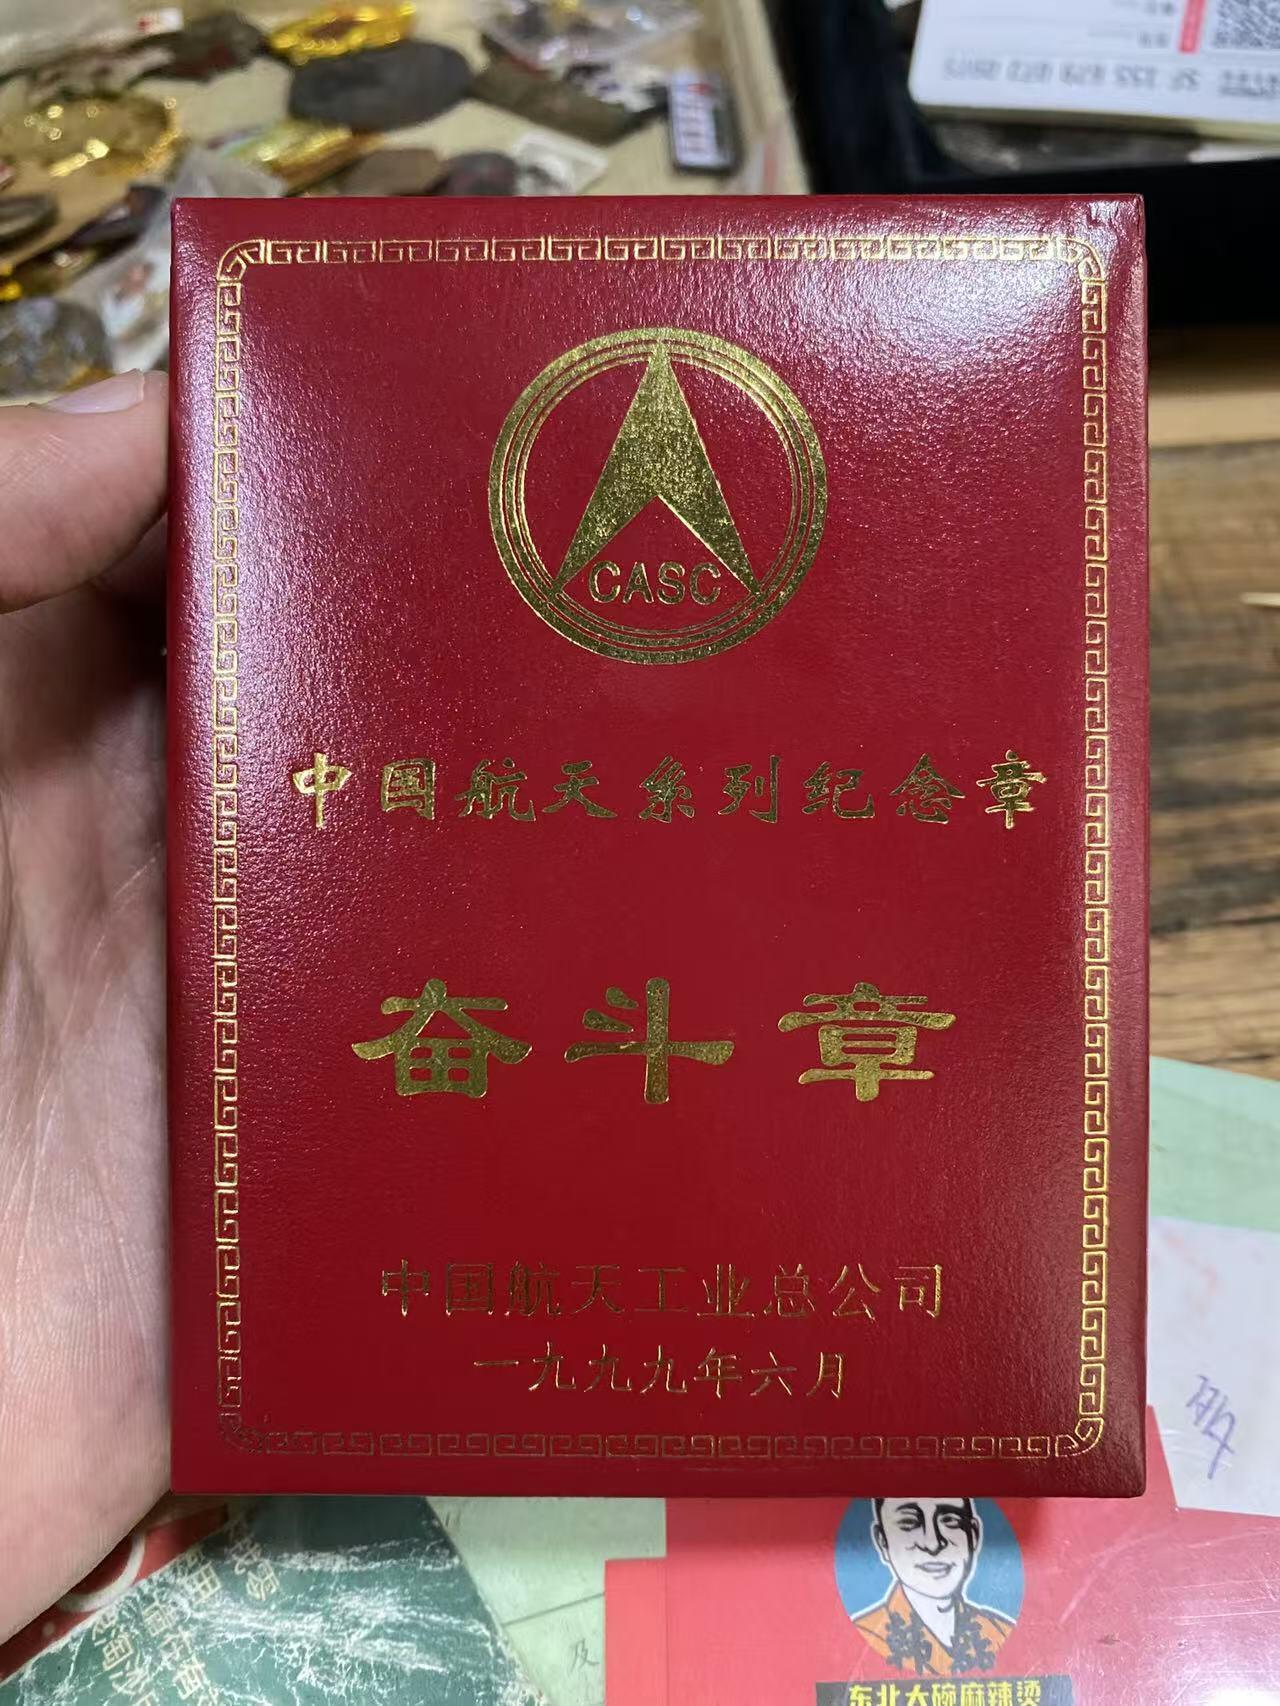 CASC
中国航天系列纪念章
奋斗章
中国航天工业总公司
一九九九年六月
东北大碗麻辣烫